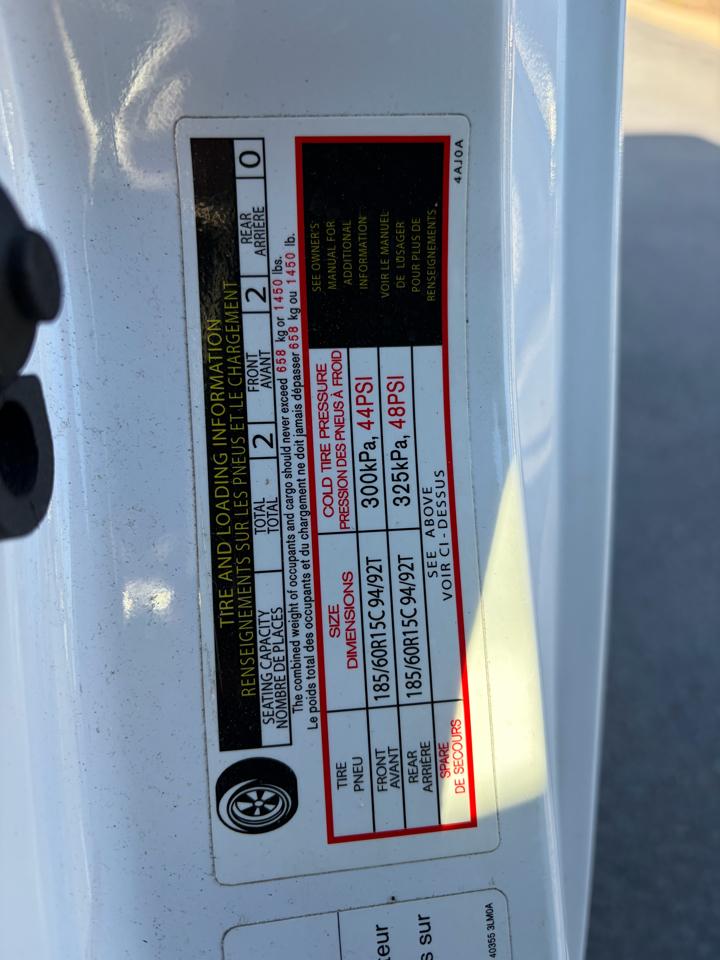 TIRE AND LOADING INFORMATION
RENSEIGNEMENTS SUR LES PNEUS ET LE CHARGEMENT
SEATING CAPACITY TOTAL 2 FRONT 2 REAR 0
NOMBRE DE PLACES TOTAL AVANT ARRIÈRE
The combined weight of occupants and cargo should never exceed 658 kg or 1450 lbs.
Le poids total des occupants et du chargement ne doit jamais dépasser 658 kg ou 1450 lb.
TIRE SIZE COLD TIRE PRESSURE
PNEU DIMENSIONS PRESSION DES PNEUS À FROID
FRONT 185/60R15C 94/92T 300kPa, 44PSI
AVANT
REAR 185/60R15C 94/92T 325kPa, 48PSI
ARRIÈRE
SPARE SEE ABOVE
DE SECOURS VOIR CI - DESSUS
SEE OWNER'S
MANUAL FOR
ADDITIONAL
INFORMATION
VOIR LE MANUEL
DE LUSAGER
POUR PLUS DE
RENSEIGNEMENTS.
4AJ0A
teur
s sur
40355 3LM0A